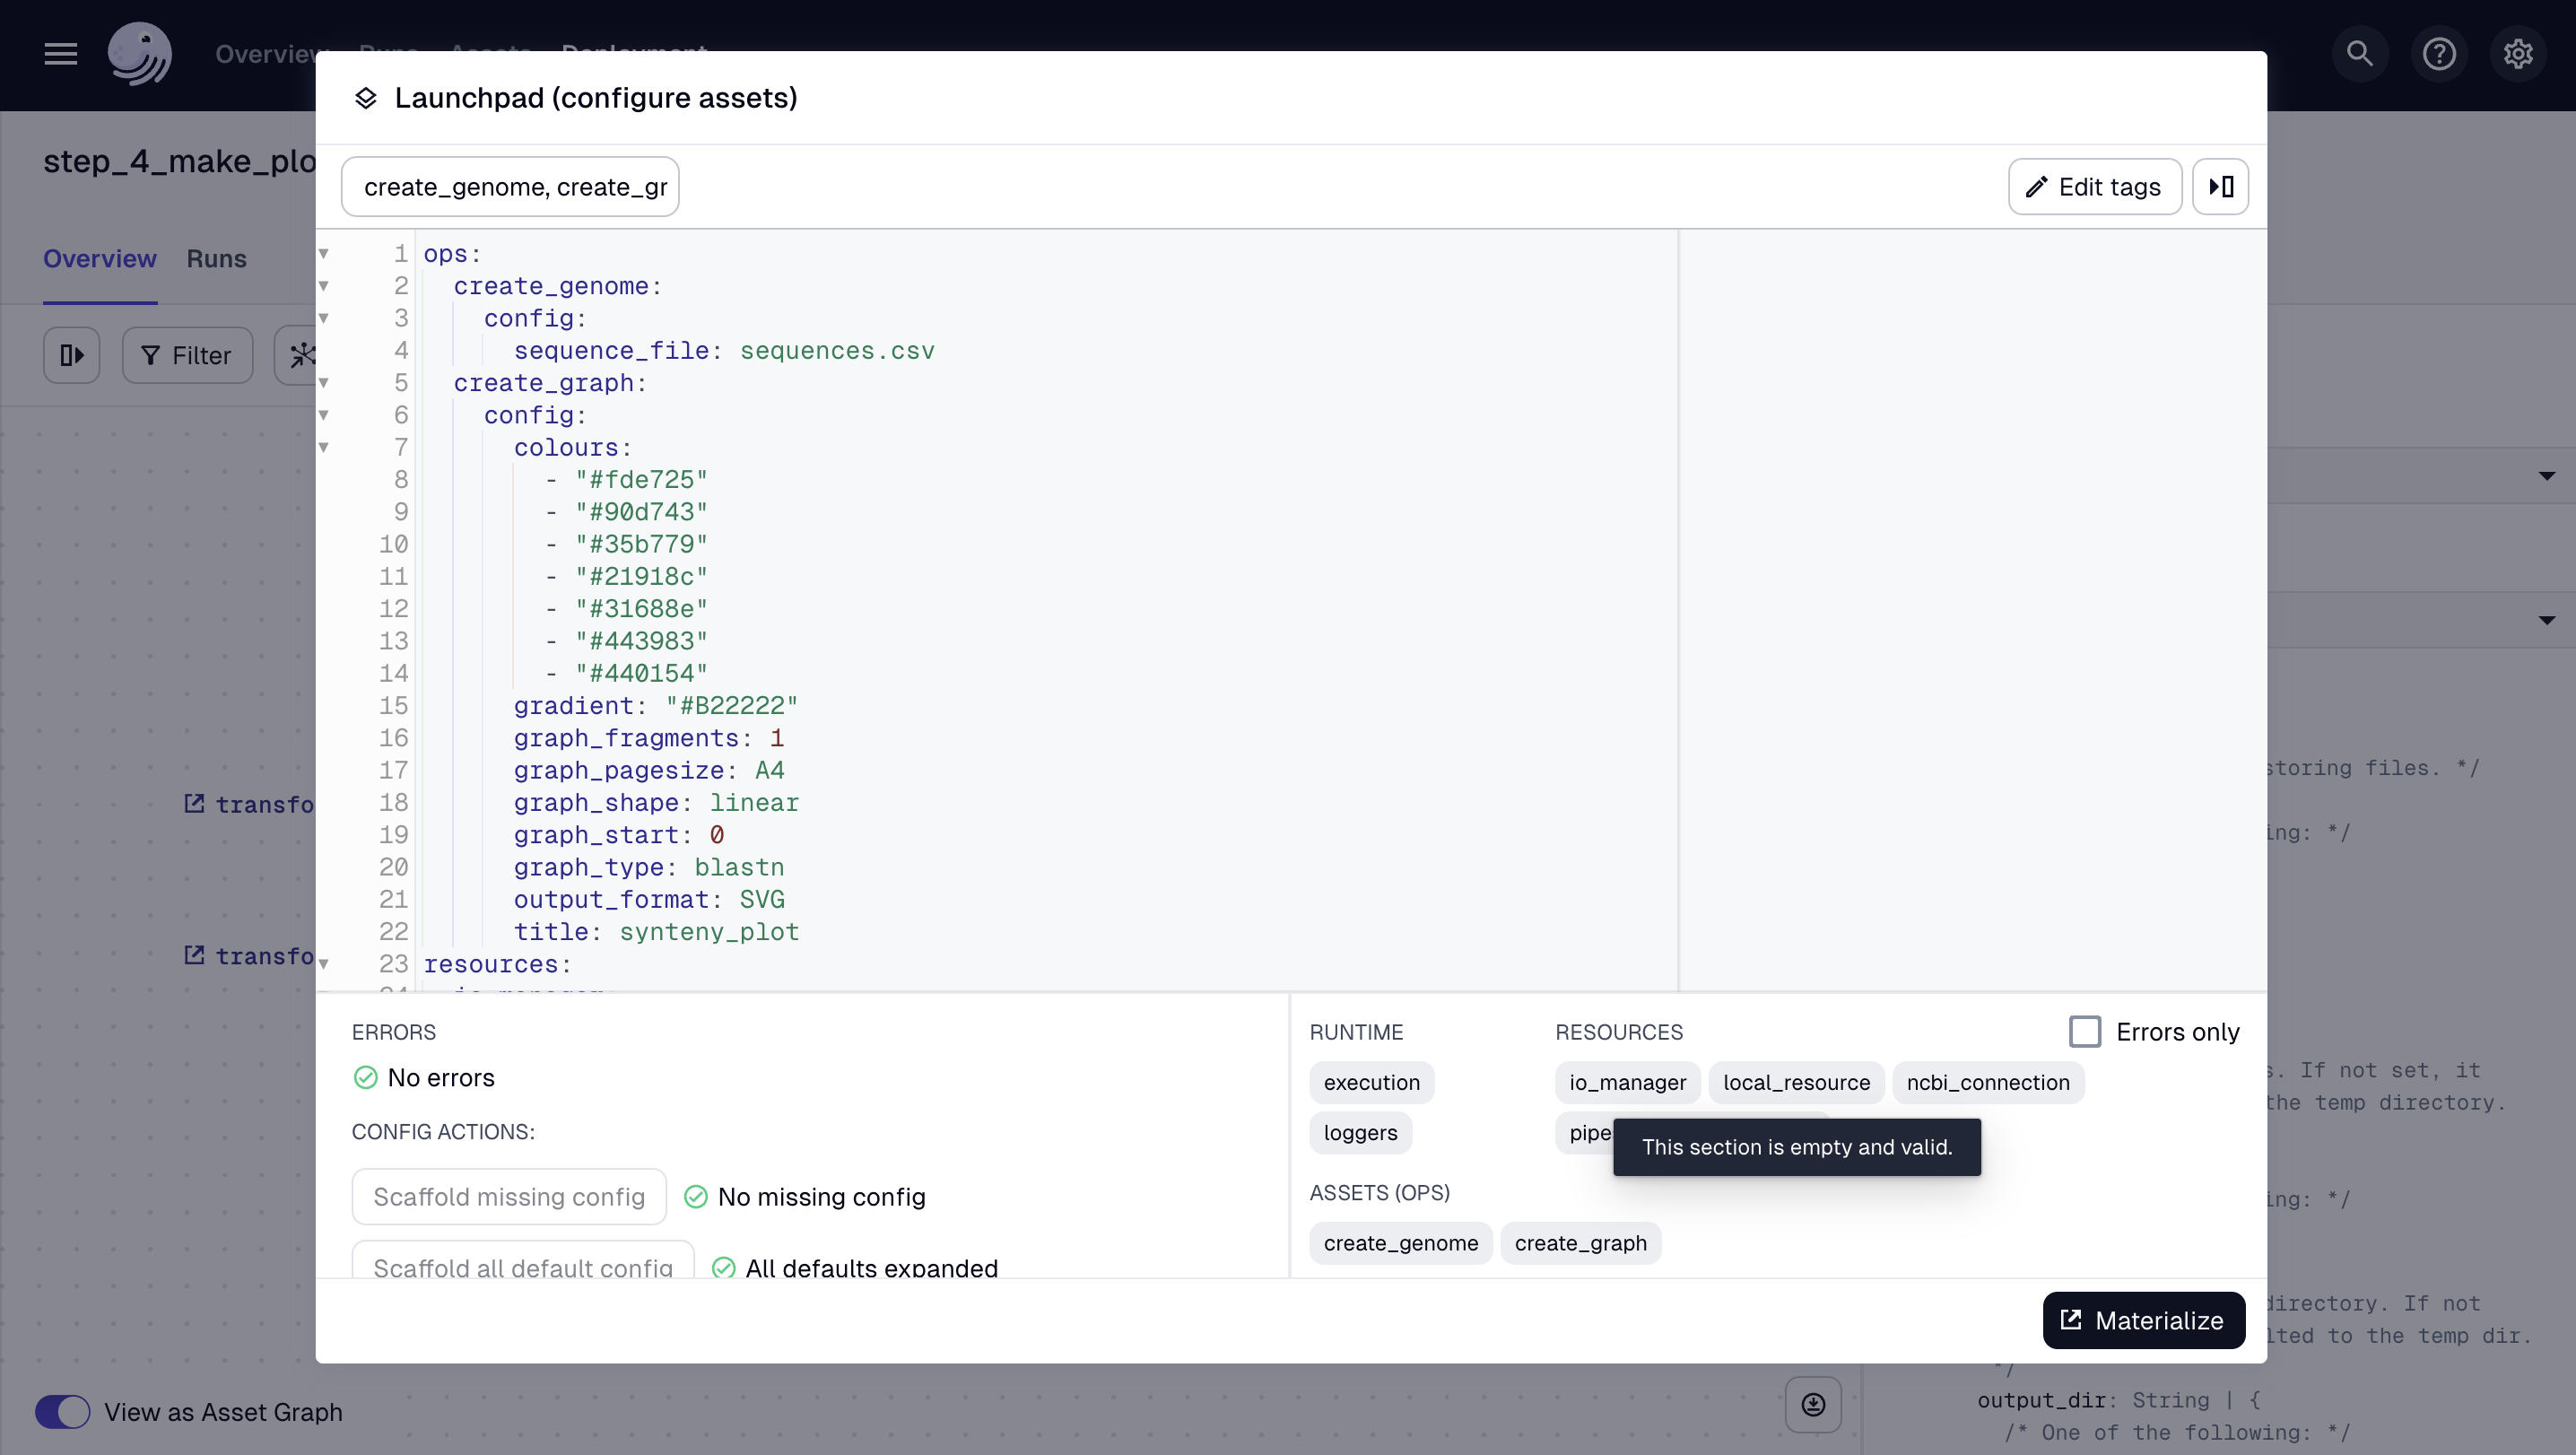 Overview Runs Assets Deployment
Launchpad (configure assets)
step_4_make_plo
create_genome, create_gr
Edit tags
Overview Runs
Filter
1 ops:
2 create_genome:
3 config:
4 sequence_file: sequences.csv
5 create_graph:
6 config:
7 colours:
8 - "#fde725"
9 - "#90d743"
10 - "#35b779"
11 - "#21918c"
12 - "#31688e"
13 - "#443983"
14 - "#440154"
15 gradient: "#B22222"
16 graph_fragments: 1
17 graph_pagesize: A4
18 graph_shape: linear
19 graph_start: 0
20 graph_type: blastn
21 output_format: SVG
22 title: synteny_plot
23 resources:
24 io_manager:
transfo
transfo
storing files. */
ing: */
s. If not set, it
the temp directory.
ing: */
directory. If not
lted to the temp dir.
*/
output_dir: String | {
/* One of the following: */
ERRORS
No errors
CONFIG ACTIONS:
Scaffold missing config No missing config
Scaffold all default config All defaults expanded
RUNTIME
execution
loggers
RESOURCES
Errors only
io_manager local_resource ncbi_connection
pipe
This section is empty and valid.
ASSETS (OPS)
create_genome create_graph
Materialize
View as Asset Graph